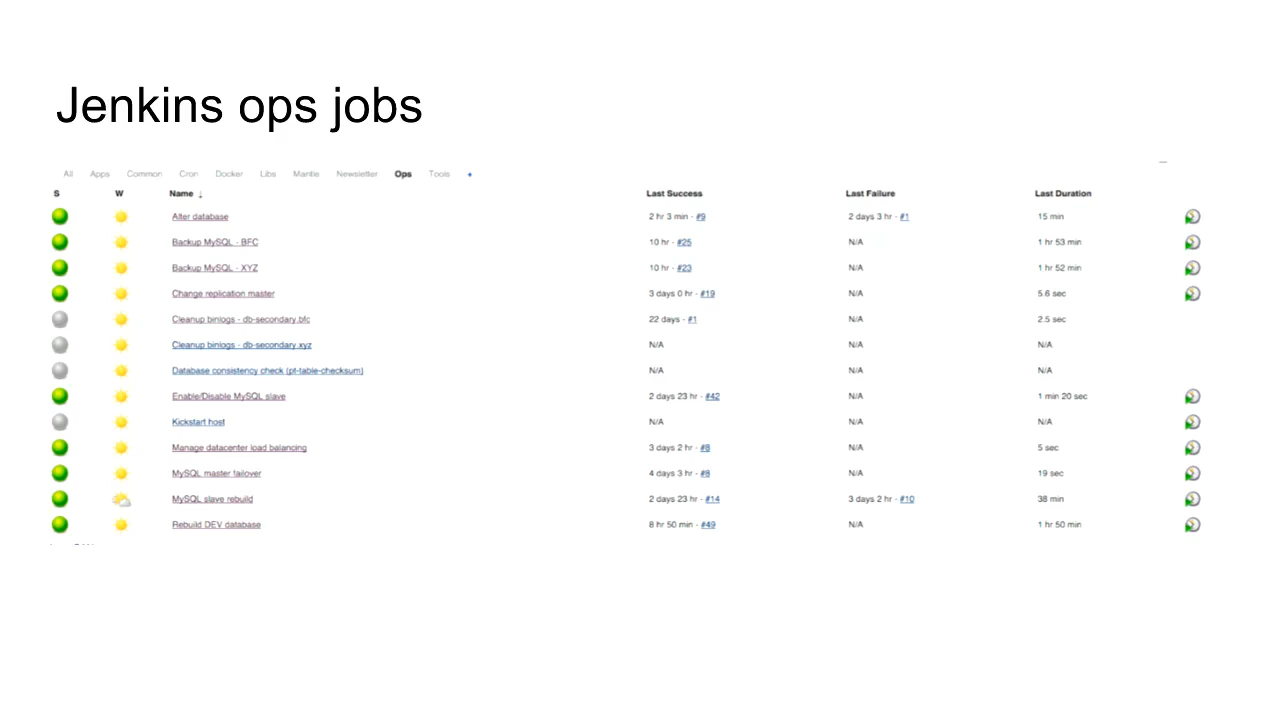 Jenkins ops jobs
All Apps Common Cron Docker Libs Mantis Newsletter Ops Tools +
S W Name ↓ Last Success Last Failure Last Duration
Alter database 2 hr 3 min - #9 2 days 3 hr - #1 15 min
Backup MySQL - BFC 10 hr - #25 N/A 1 hr 53 min
Backup MySQL - XYZ 10 hr - #23 N/A 1 hr 52 min
Change replication master 3 days 0 hr - #19 N/A 5.6 sec
Cleanup binlogs - db-secondary.bfc 22 days - #1 N/A 2.5 sec
Cleanup binlogs - db-secondary.xyz N/A N/A N/A
Database consistency check (pt-table-checksum) N/A N/A N/A
Enable/Disable MySQL slave 2 days 23 hr - #42 N/A 1 min 20 sec
Kickstart host N/A N/A N/A
Manage datacenter load balancing 3 days 2 hr - #8 N/A 5 sec
MySQL master failover 4 days 3 hr - #8 N/A 19 sec
MySQL slave rebuild 2 days 23 hr - #14 3 days 2 hr - #10 38 min
Rebuild DEV database 8 hr 50 min - #49 N/A 1 hr 50 min